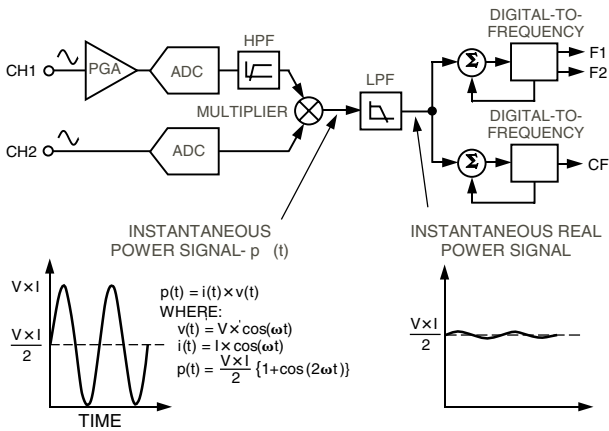 DIGITAL-TO-
FREQUENCY
HPF
F1
CH1
PGA
ADC
LPF
Σ
F2
MULTIPLIER
DIGITAL-TO-
FREQUENCY
CH2
ADC
Σ
CF
INSTANTANEOUS
POWER SIGNAL- p (t)
INSTANTANEOUS REAL
POWER SIGNAL
V×I
p(t) = i(t)×v(t)
WHERE:
v(t) = V×cos(ωt)
i(t) = I×cos(ωt)
p(t) = V×I/2 {1+cos (2ωt)}
V×I
2
TIME
V×I
2